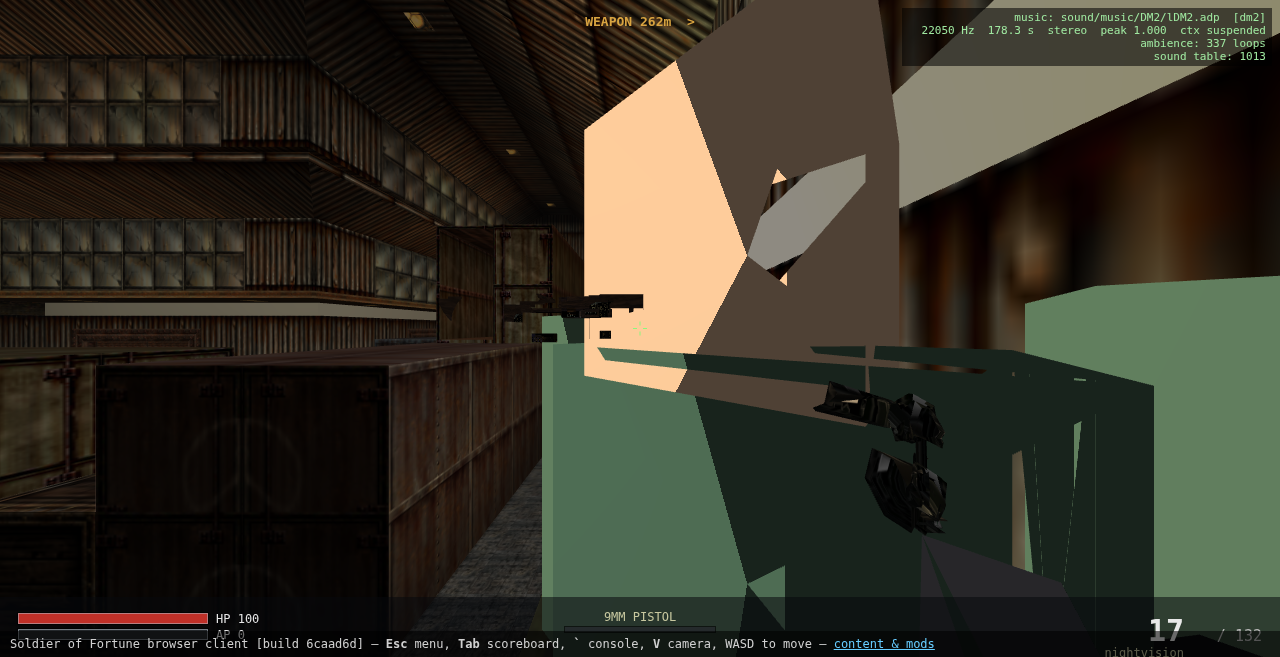 WEAPON 262m >
music: sound/music/DM2/lDM2.adp [dm2]
22050 Hz 178.3 s stereo peak 1.000 ctx suspended
ambience: 337 loops
sound table: 1013
HP 100
AP 0
9MM PISTOL
17 / 132
nightvision
Soldier of Fortune browser client [build 6caad6d] — Esc menu, Tab scoreboard, ` console, V camera, WASD to move — content & mods